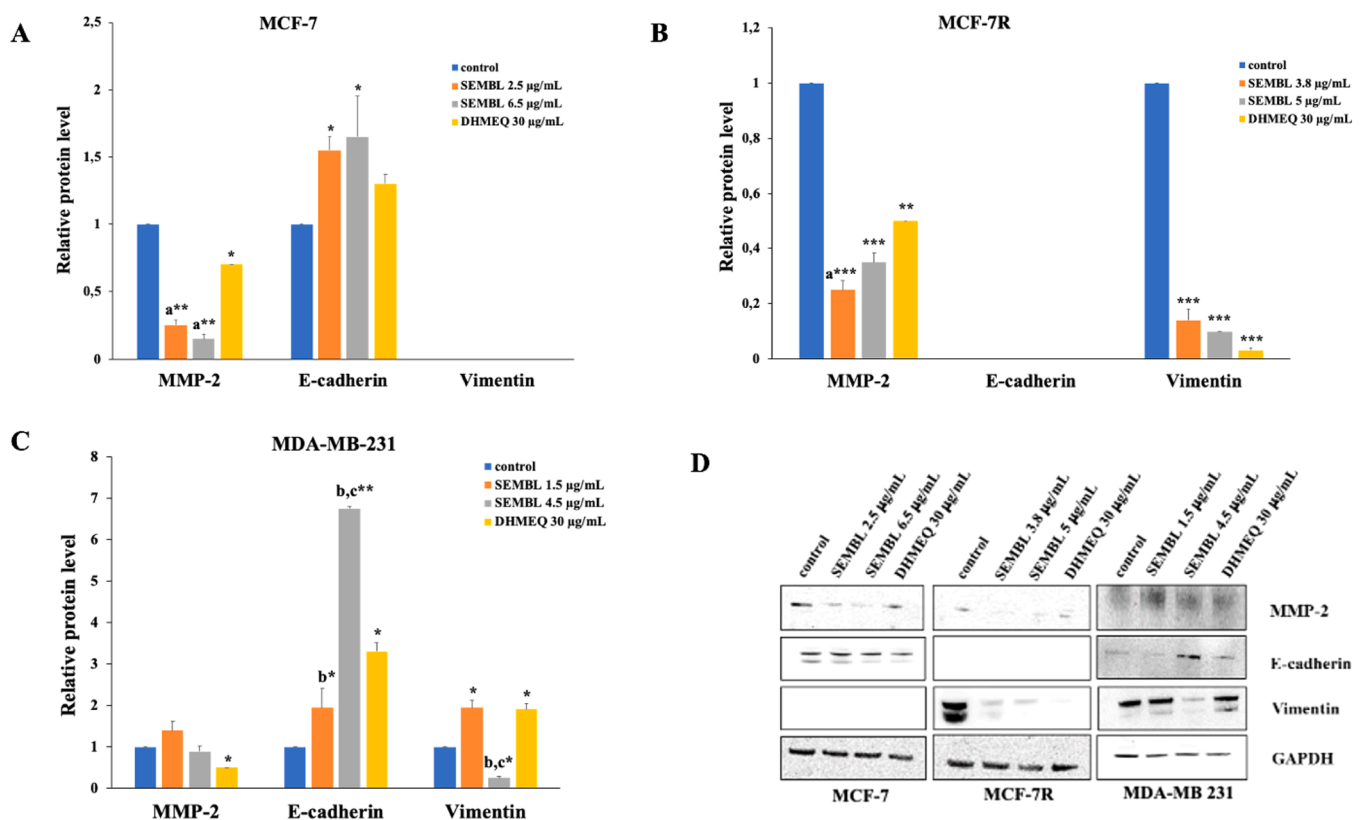 A
MCF-7
Relative protein level
2,5
2
1,5
1
0,5
0
control
SEMBL 2.5 µg/mL
SEMBL 6.5 µg/mL
DHMEQ 30 µg/mL
a**
a**
*
*
*
MMP-2
E-cadherin
Vimentin
B
MCF-7R
Relative protein level
1,2
1
0,8
0,6
0,4
0,2
0
control
SEMBL 3.8 µg/mL
SEMBL 5 µg/mL
DHMEQ 30 µg/mL
a***
***
**
***
***
***
MMP-2
E-cadherin
Vimentin
C
MDA-MB-231
Relative protein level
8
7
6
5
4
3
2
1
0
control
SEMBL 1.5 µg/mL
SEMBL 4.5 µg/mL
DHMEQ 30 µg/mL
*
b*
b,c**
*
*
b,c*
*
MMP-2
E-cadherin
Vimentin
D
control
SEMBL 2.5 µg/mL
SEMBL 6.5 µg/mL
DHMEQ 30 µg/mL
control
SEMBL 3.8 µg/mL
SEMBL 5 µg/mL
DHMEQ 30 µg/mL
control
SEMBL 1.5 µg/mL
SEMBL 4.5 µg/mL
DHMEQ 30 µg/mL
MMP-2
E-cadherin
Vimentin
GAPDH
MCF-7
MCF-7R
MDA-MB 231